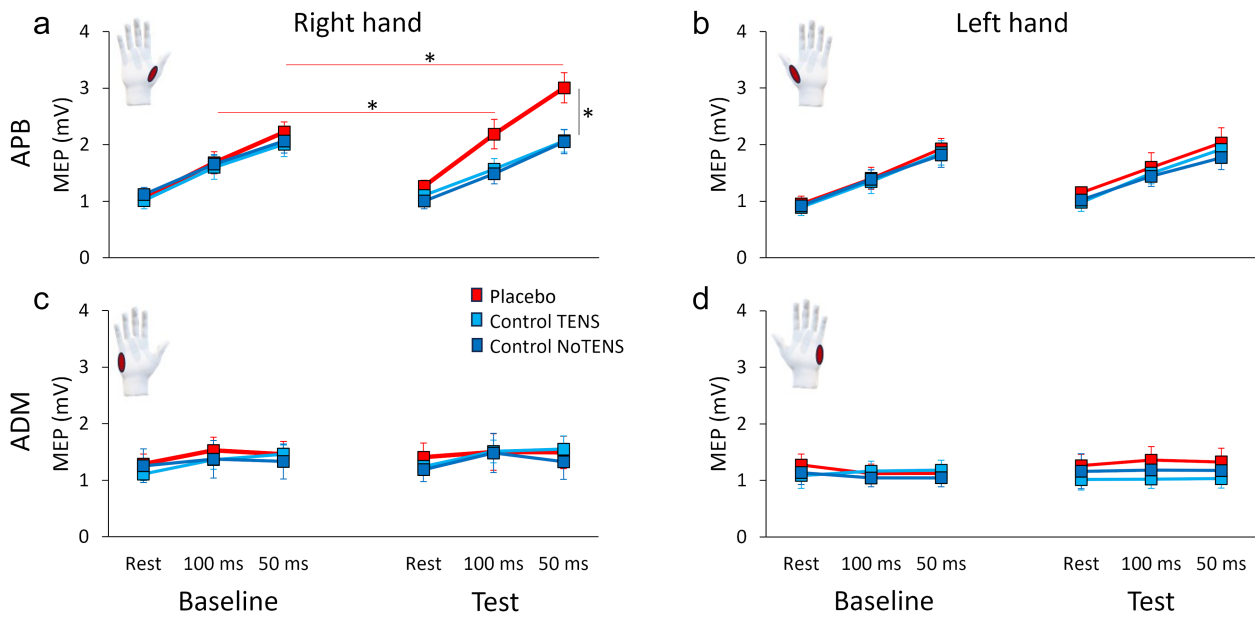 a
Right hand
b
Left hand
APB
MEP (mV)
4
3
2
1
0
*
*
*
4
3
2
1
0
MEP (mV)
c
d
ADM
MEP (mV)
4
3
2
1
0
Placebo
Control TENS
Control NoTENS
MEP (mV)
4
3
2
1
0
Rest 100 ms 50 ms
Rest 100 ms 50 ms
Rest 100 ms 50 ms
Rest 100 ms 50 ms
Baseline
Test
Baseline
Test